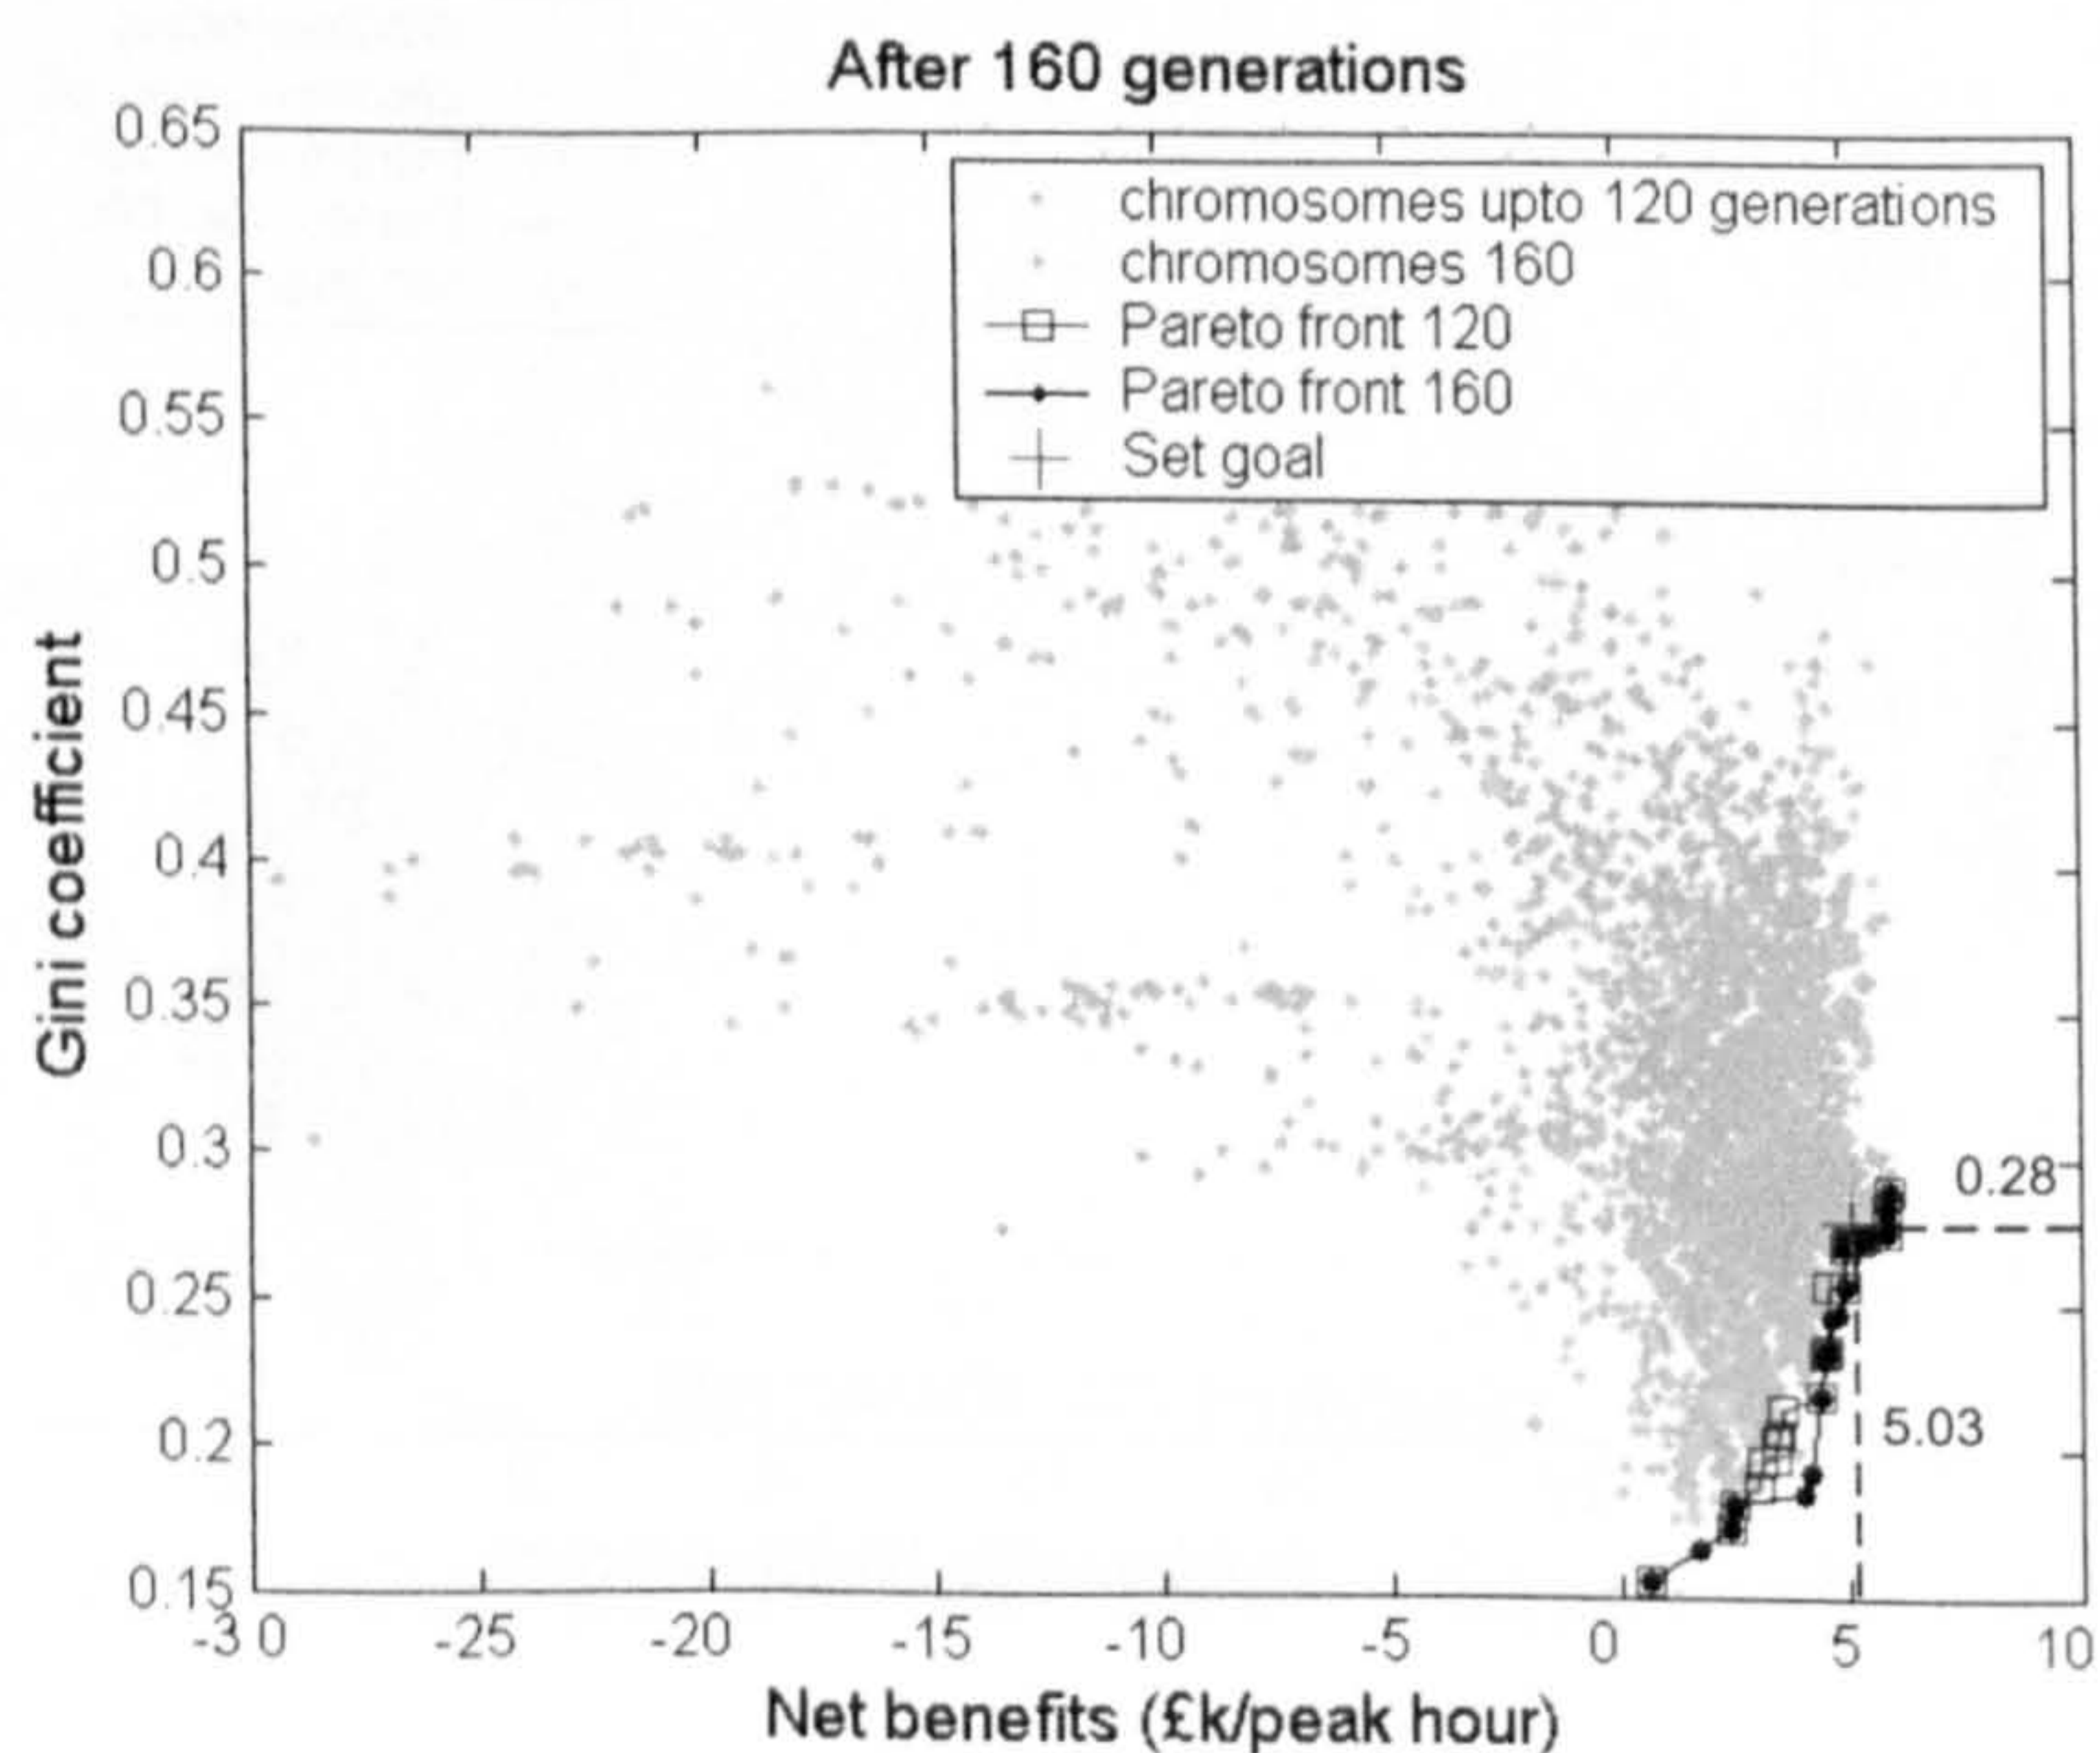 After 160 generations
0.65
0.6
0.55
0.5
0.45
0.4
0.35
0.3
0.25
0.2
0.15
Gini coefficient
chromosomes upto 120 generations
chromosomes 160
Pareto front 120
Pareto front 160
Set goal
0.28
5.03
-30 -25 -20 -15 -10 -5 0 5 10
Net benefits (£k/peak hour)